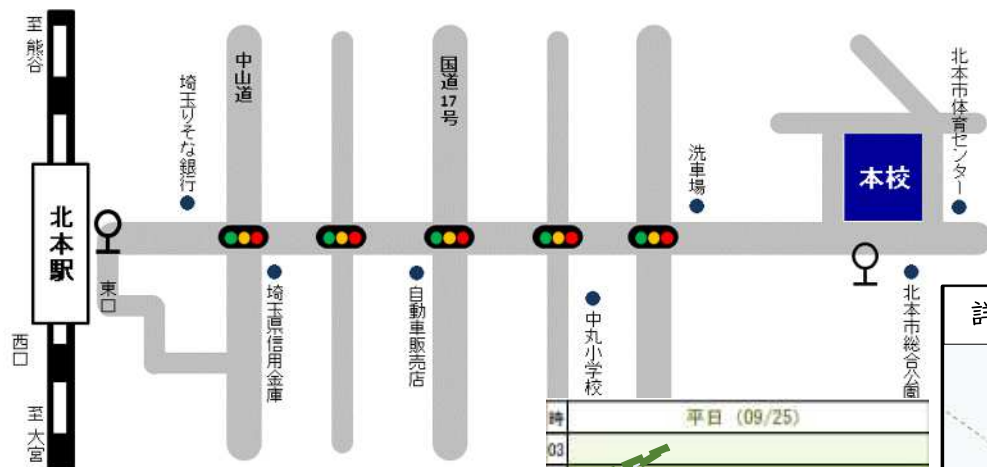 至 熊谷
埼玉りそな銀行
中山道
国道17号
洗車場
北本市体育センター
本校
北本駅
東口
西口
至 大宮
埼玉県信用金庫
自動車販売店
中丸小学校
北本市総合公園
時 平日 (09/25)
03